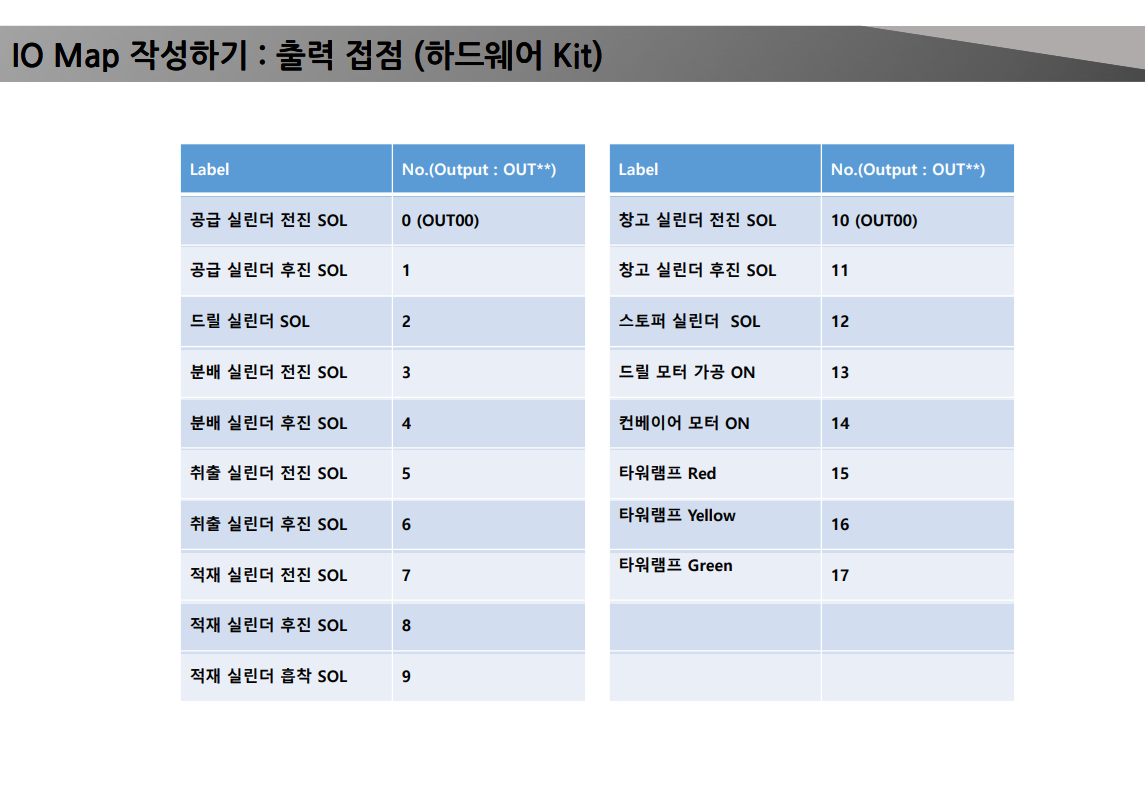 IO Map 작성하기 : 출력 접점 (하드웨어 Kit)
Label No.(Output : OUT**)
공급 실린더 전진 SOL 0 (OUT00)
공급 실린더 후진 SOL 1
드릴 실린더 SOL 2
분배 실린더 전진 SOL 3
분배 실린더 후진 SOL 4
취출 실린더 전진 SOL 5
취출 실린더 후진 SOL 6
적재 실린더 전진 SOL 7
적재 실린더 후진 SOL 8
적재 실린더 흡착 SOL 9
Label No.(Output : OUT**)
창고 실린더 전진 SOL 10 (OUT00)
창고 실린더 후진 SOL 11
스토퍼 실린더 SOL 12
드릴 모터 가공 ON 13
컨베이어 모터 ON 14
타워램프 Red 15
타워램프 Yellow 16
타워램프 Green 17